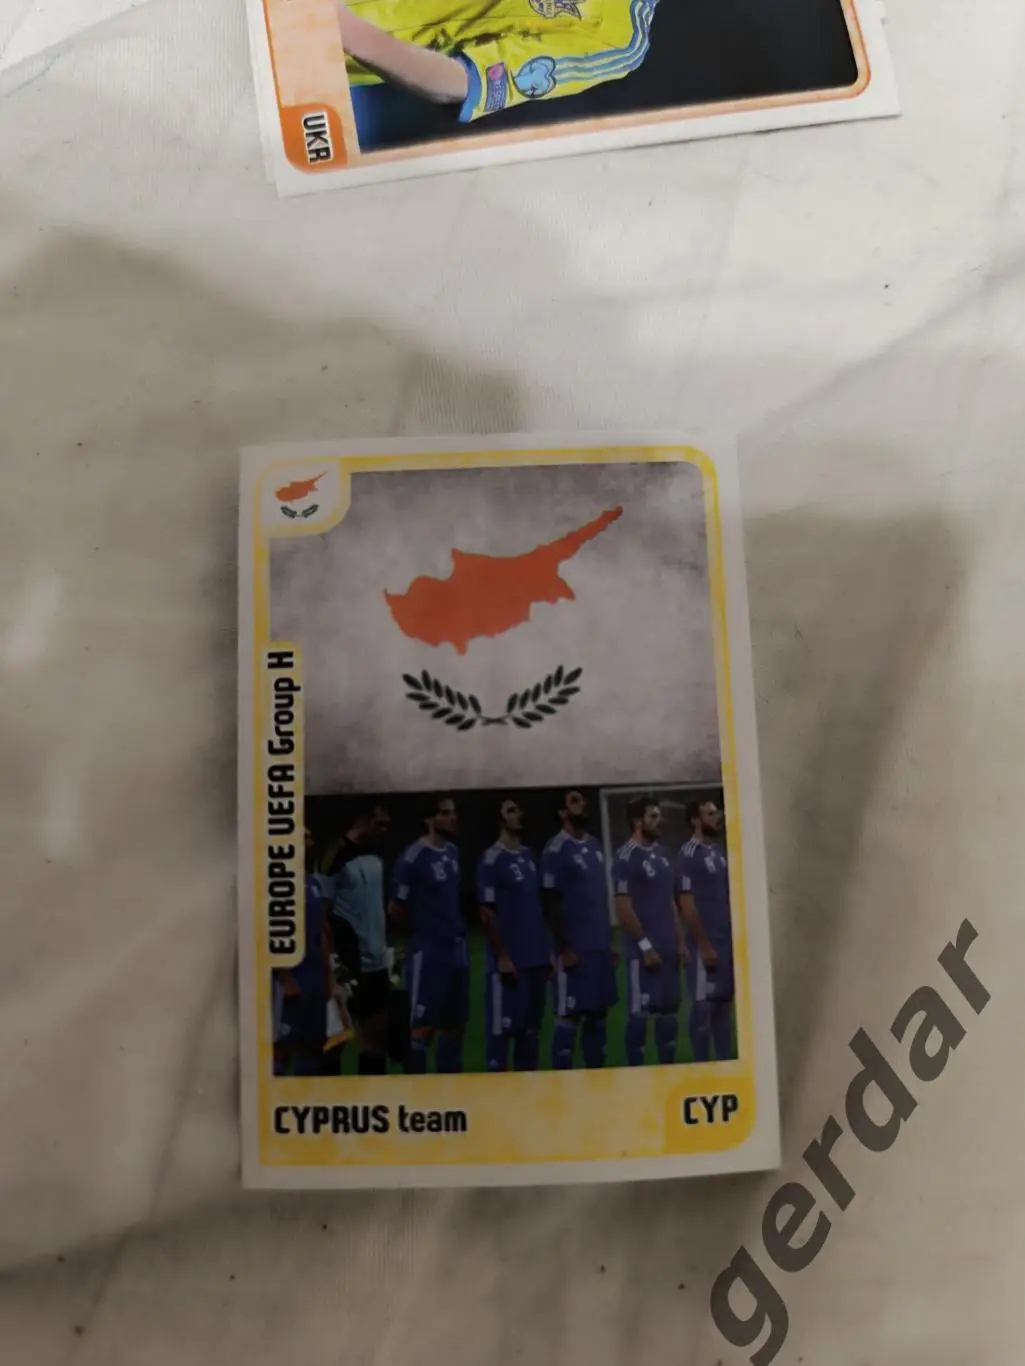 UKR
EUROPE UEFA Group H
CYPRUS team
CYP
gerdar